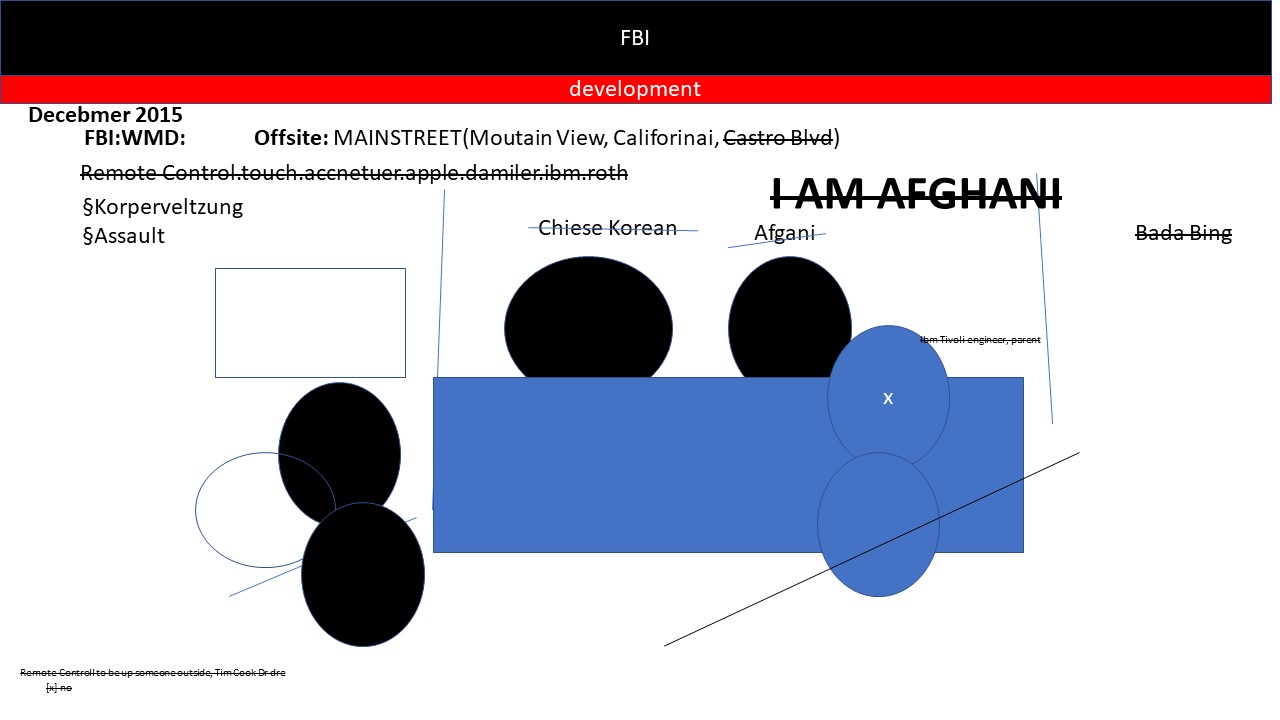 FBI
development
Decebmer 2015
FBI:WMD: Offsite: MAINSTREET(Moutain View, Califorinai, Castro Blvd)
Remote Control.touch.accnetuer.apple.damiler.ibm.roth
I AM AFGHANI
§Korperveltzung
§Assault
Chiese Korean
Afgani
Bada Bing
Ibm Tivoli engineer, parent
x
Remote Controll to be up someone outside, Tim Cook Dr dre
[x] no